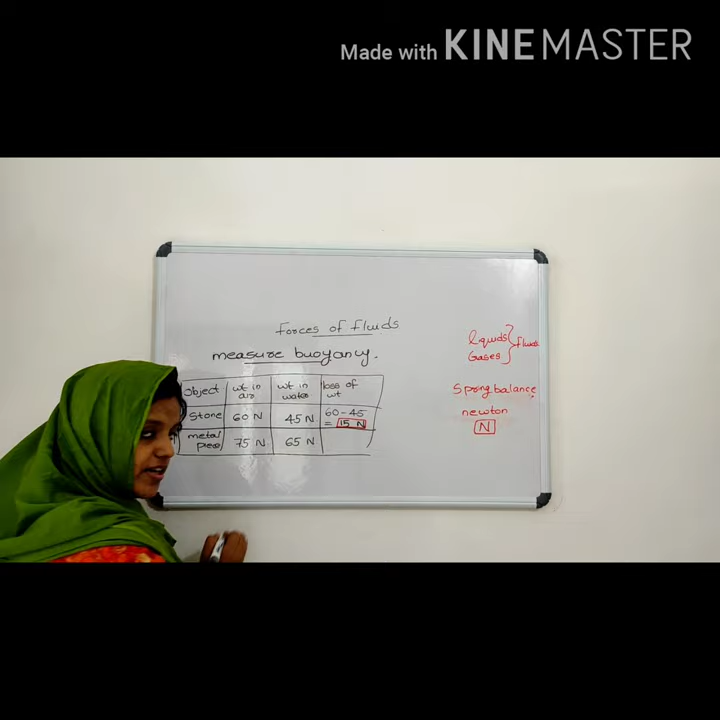 Made with KINEMASTER
Forces of fluids
measure buoyancy.
Object wt in air wt in water loss of wt
Stone 60 N 45 N 60-45 = 15 N
metal piece 75 N 65 N
liquids
Gases
fluids
Spring balance
newton
N